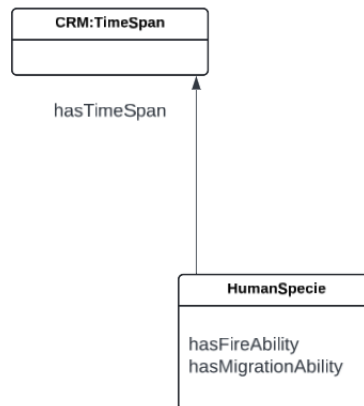 CRM:TimeSpan
hasTimeSpan
HumanSpecie
hasFireAbility
hasMigrationAbility